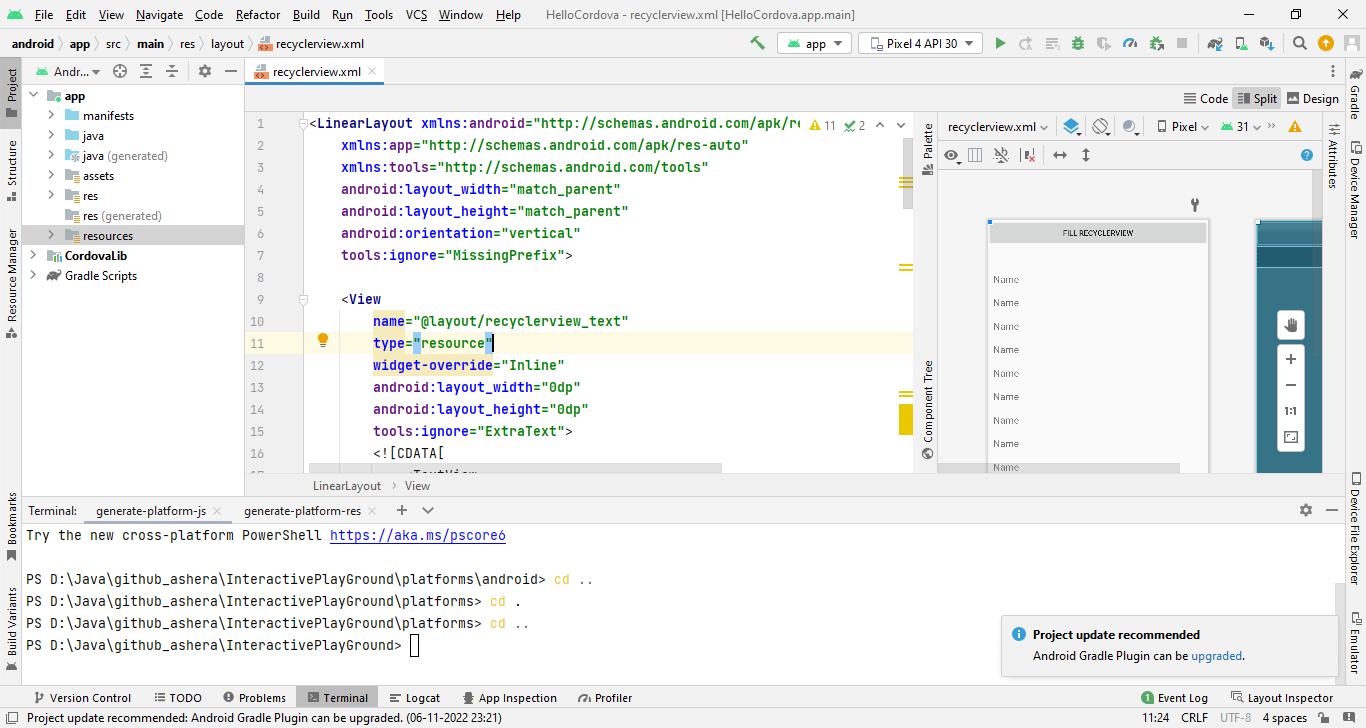 File Edit View Navigate Code Refactor Build Run Tools VCS Window Help HelloCordova - recyclerview.xml [HelloCordova.app.main]
android app src main res layout recyclerview.xml app Pixel 4 API 30
Andr... recyclerview.xml
Code Split Design
Project
Structure
Resource Manager
Bookmarks
Build Variants
app
manifests
java
java (generated)
assets
res
res (generated)
resources
CordovaLib
Gradle Scripts
1 <LinearLayout xmlns:android="http://schemas.android.com/apk/re 11 2
2 xmlns:app="http://schemas.android.com/apk/res-auto"
3 xmlns:tools="http://schemas.android.com/tools"
4 android:layout_width="match_parent"
5 android:layout_height="match_parent"
6 android:orientation="vertical"
7 tools:ignore="MissingPrefix">
8
9 <View
10 name="@layout/recyclerview_text"
11 type="resource"
12 widget-override="Inline"
13 android:layout_width="0dp"
14 android:layout_height="0dp"
15 tools:ignore="ExtraText">
16 <![CDATA[
LinearLayout View
Palette
Component Tree
recyclerview.xml Pixel 31
FILL RECYCLERVIEW
Name
Name
Name
Name
Name
Name
Name
Name
Name
1:1
Attributes
Gradle
Device Manager
Device File Explorer
Emulator
Terminal: generate-platform-js generate-platform-res
Try the new cross-platform PowerShell https://aka.ms/pscore6
PS D:\Java\github_ashera\InteractivePlayGround\platforms\android> cd ..
PS D:\Java\github_ashera\InteractivePlayGround\platforms> cd .
PS D:\Java\github_ashera\InteractivePlayGround\platforms> cd ..
PS D:\Java\github_ashera\InteractivePlayGround>
Project update recommended
Android Gradle Plugin can be upgraded.
Version Control TODO Problems Terminal Logcat App Inspection Profiler 1 Event Log Layout Inspector
Project update recommended: Android Gradle Plugin can be upgraded. (06-11-2022 23:21) 11:24 CRLF UTF-8 4 spaces